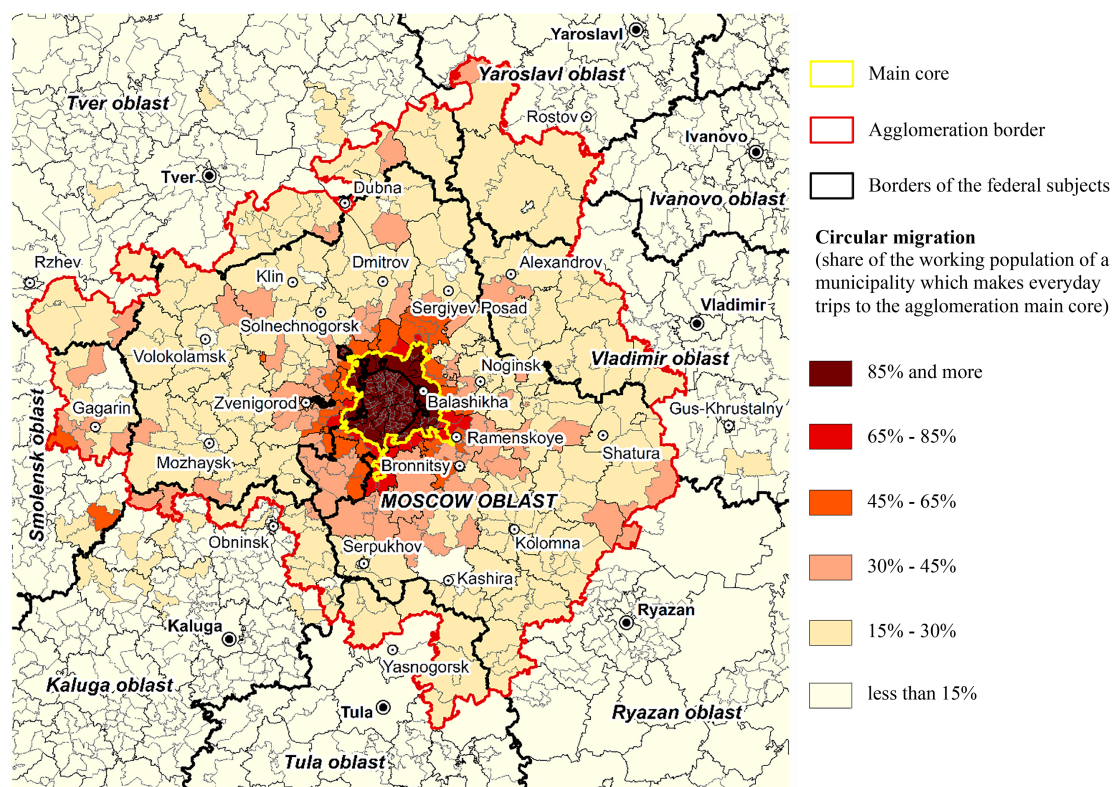 Yaroslavl
Yaroslavl oblast
Tver oblast
Rostov
Ivanovo
Tver
Dubna
Ivanovo oblast
Rzhev
Klin
Dmitrov
Alexandrov
Sergiyev Posad
Vladimir
Solnechnogorsk
Volokolamsk
Noginsk
Vladimir oblast
Smolensk oblast
Gagarin
Zvenigorod
Balashikha
Gus-Khrustalny
Ramenskoye
Mozhaysk
Bronnitsy
Shatura
MOSCOW OBLAST
Obninsk
Serpukhov
Kolomna
Kashira
Kaluga
Ryazan
Yasnogorsk
Kaluga oblast
Tula
Ryazan oblast
Tula oblast
Main core
Agglomeration border
Borders of the federal subjects
Circular migration
(share of the working population of a
municipality which makes everyday
trips to the agglomeration main core)
85% and more
65% - 85%
45% - 65%
30% - 45%
15% - 30%
less than 15%